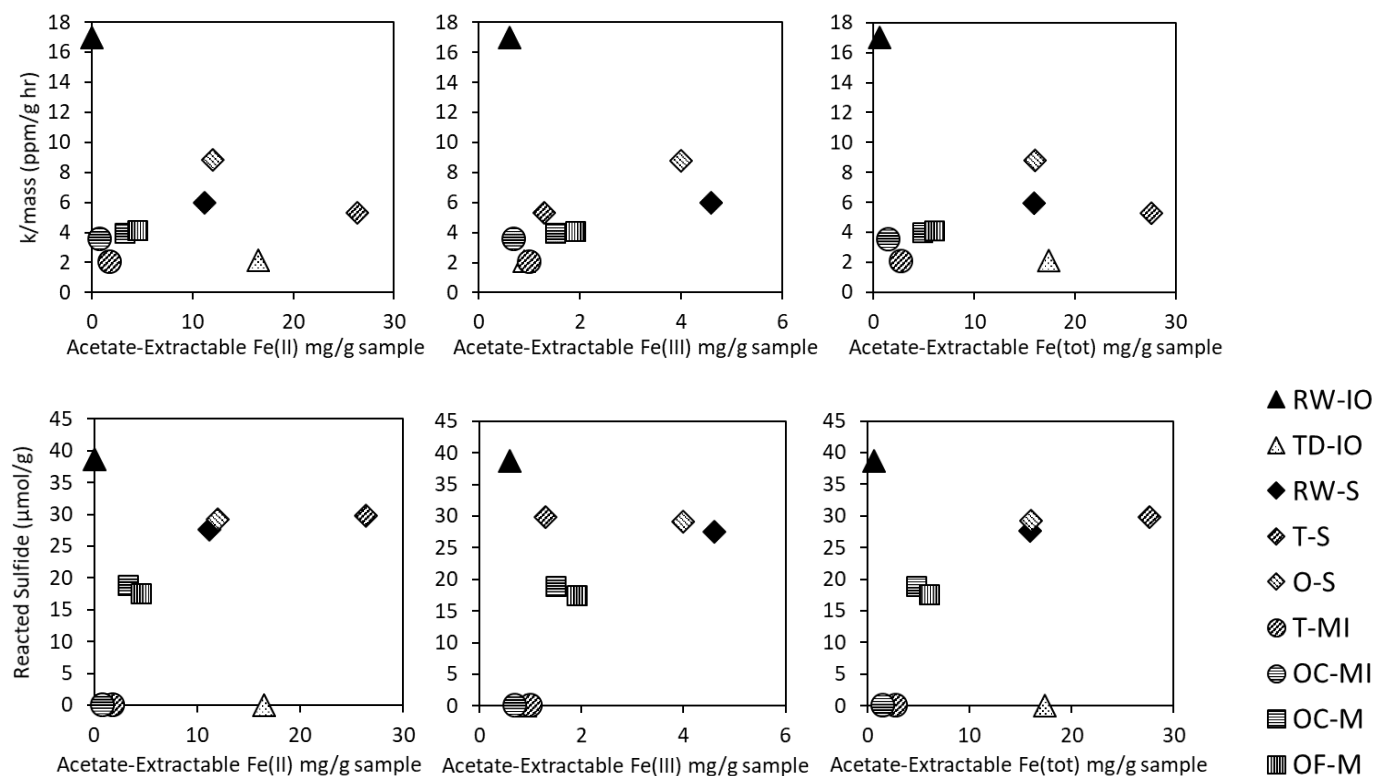 k/mass (ppm/g hr)
18
16
14
12
10
8
6
4
2
0
0 10 20 30
Acetate-Extractable Fe(II) mg/g sample
18
16
14
12
10
8
6
4
2
0
0 2 4 6
Acetate-Extractable Fe(III) mg/g sample
18
16
14
12
10
8
6
4
2
0
0 10 20 30
Acetate-Extractable Fe(tot) mg/g sample
Reacted Sulfide (μmol/g)
45
40
35
30
25
20
15
10
5
0
0 10 20 30
Acetate-Extractable Fe(II) mg/g sample
45
40
35
30
25
20
15
10
5
0
0 2 4 6
Acetate-Extractable Fe(III) mg/g sample
45
40
35
30
25
20
15
10
5
0
0 10 20 30
Acetate-Extractable Fe(tot) mg/g sample
RW-IO
TD-IO
RW-S
T-S
O-S
T-MI
OC-MI
OC-M
OF-M